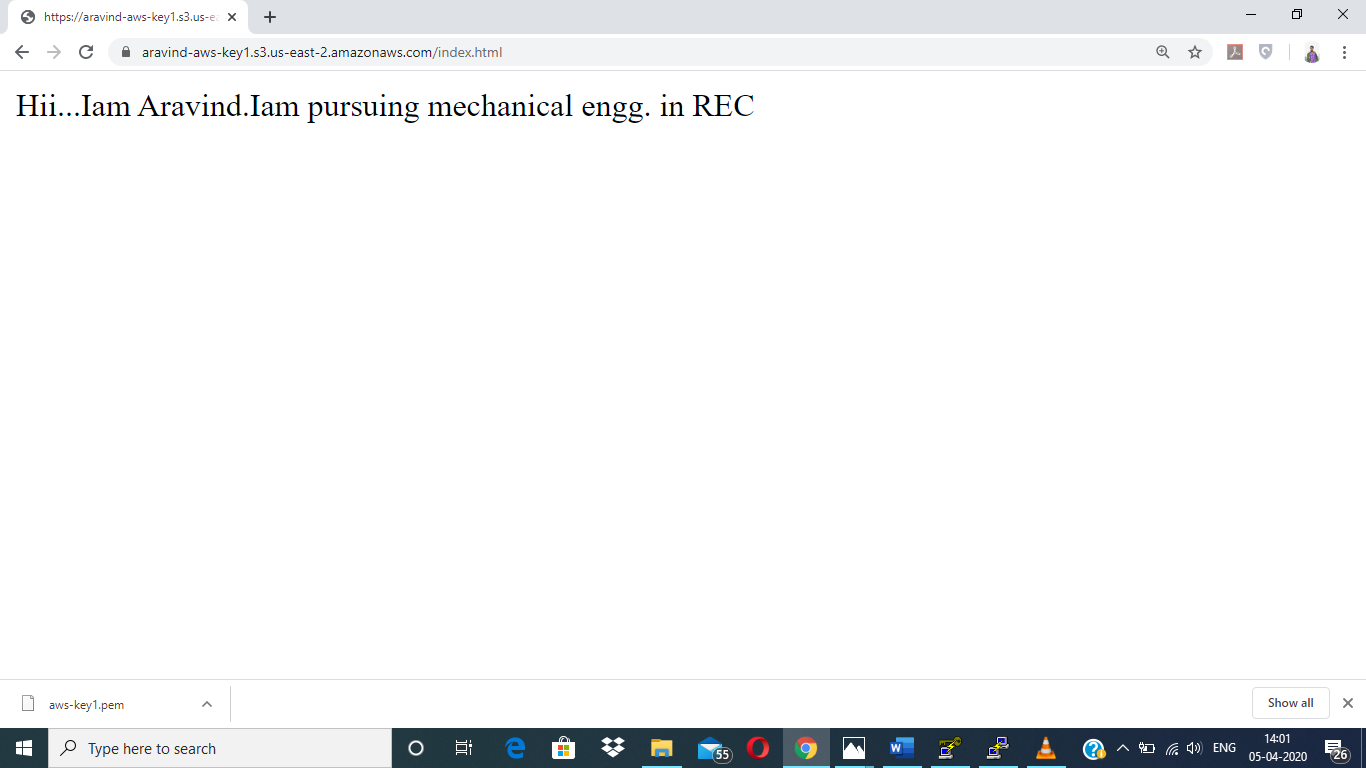 https://aravind-aws-key1.s3.us-ea
aravind-aws-key1.s3.us-east-2.amazonaws.com/index.html
Hii...Iam Aravind.Iam pursuing mechanical engg. in REC
aws-key1.pem
Show all
Type here to search
55
ENG
14:01
05-04-2020
26